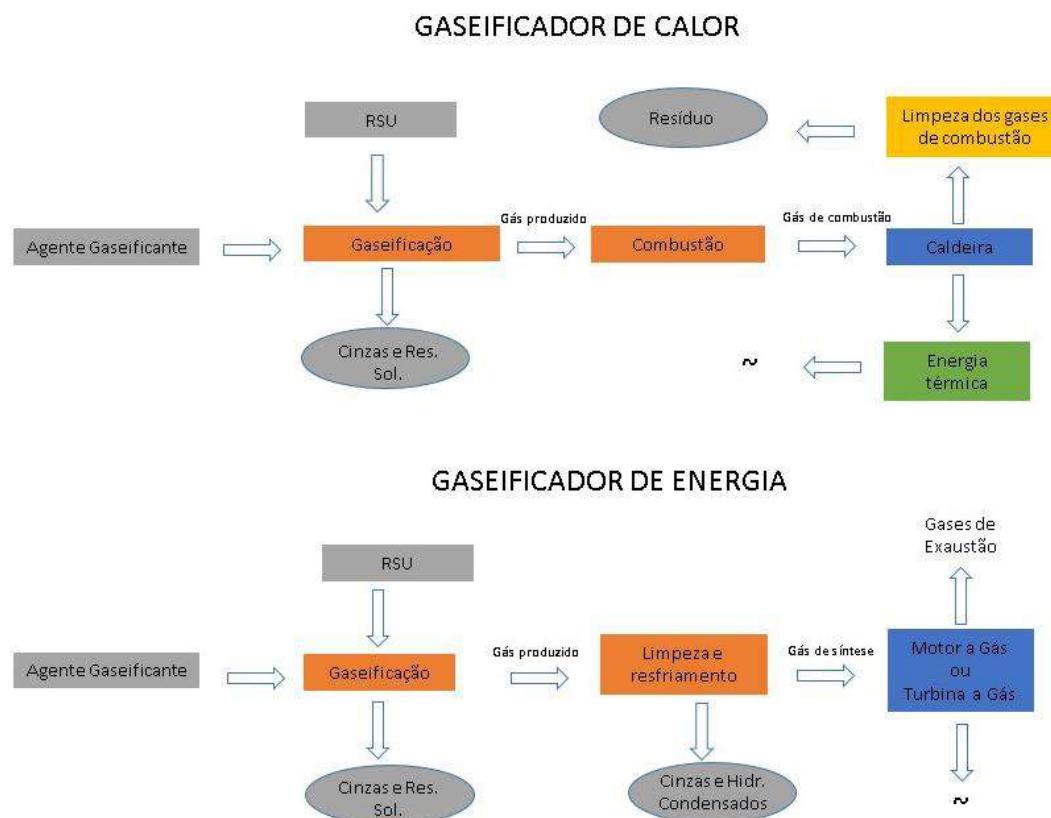 GASEIFICADOR DE CALOR
RSU
Resíduo
Limpeza dos gases
de combustão
Agente Gaseificante
Gaseificação
Gás produzido
Combustão
Gás de combustão
Caldeira
Cinzas e Res.
Sol.
~
Energia
térmica
GASEIFICADOR DE ENERGIA
Gases de
Exaustão
RSU
Agente Gaseificante
Gaseificação
Gás produzido
Limpeza e
resfriamento
Gás de síntese
Motor a Gás
ou
Turbina a Gás
Cinzas e Res.
Sol.
Cinzas e Hidr.
Condensados
~